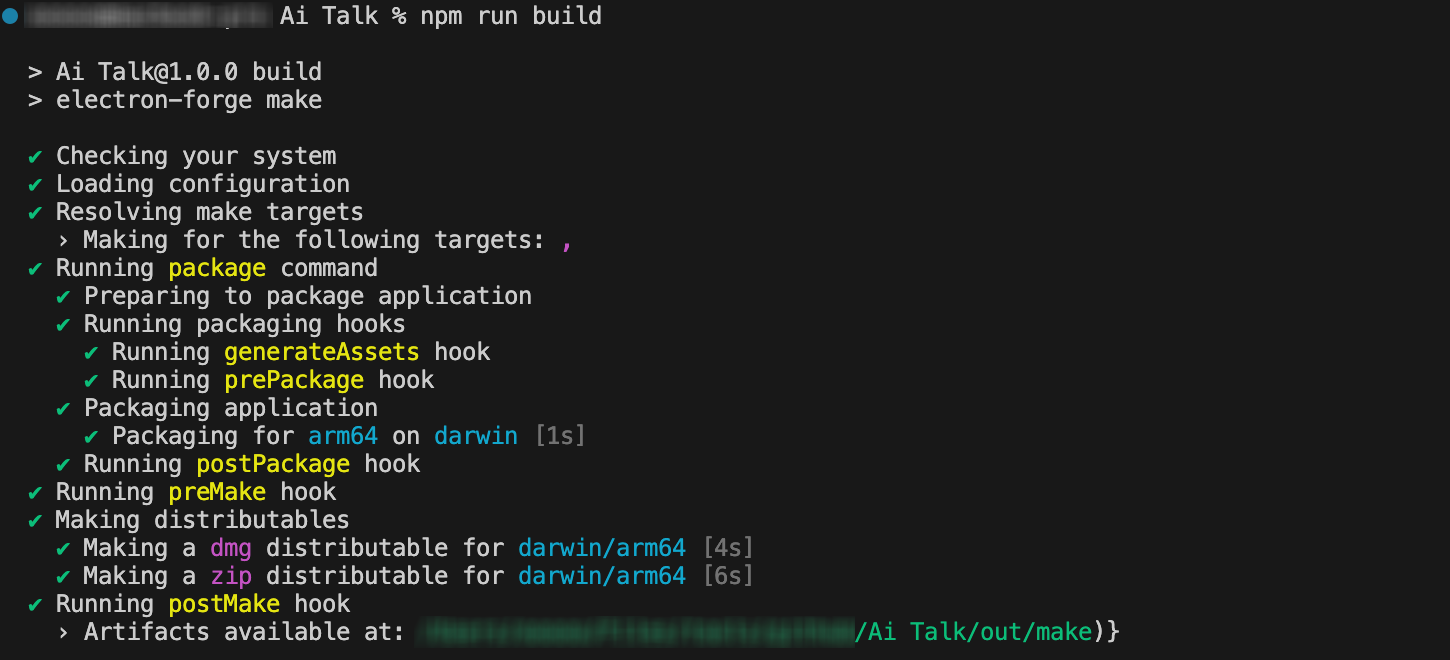 Ai Talk % npm run build
> Ai Talk@1.0.0 build
> electron-forge make
✔ Checking your system
✔ Loading configuration
✔ Resolving make targets
› Making for the following targets: ,
✔ Running package command
✔ Preparing to package application
✔ Running packaging hooks
✔ Running generateAssets hook
✔ Running prePackage hook
✔ Packaging application
✔ Packaging for arm64 on darwin [1s]
✔ Running postPackage hook
✔ Running preMake hook
✔ Making distributables
✔ Making a dmg distributable for darwin/arm64 [4s]
✔ Making a zip distributable for darwin/arm64 [6s]
✔ Running postMake hook
› Artifacts available at: /Ai Talk/out/make)}